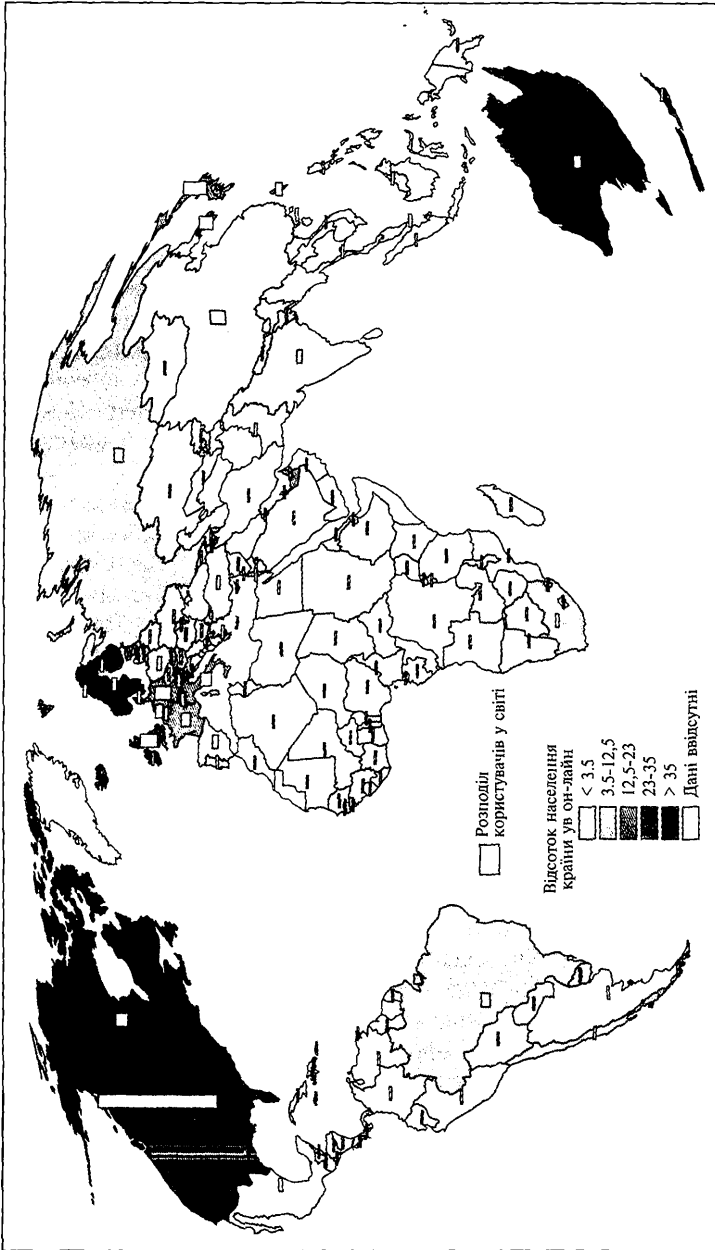 Розподіл
користувачів у світі
Відсоток населення
країни ув он-лайн
< 3.5
3.5-12,5
12,5-23
23-35
> 35
Дані ввідсутні